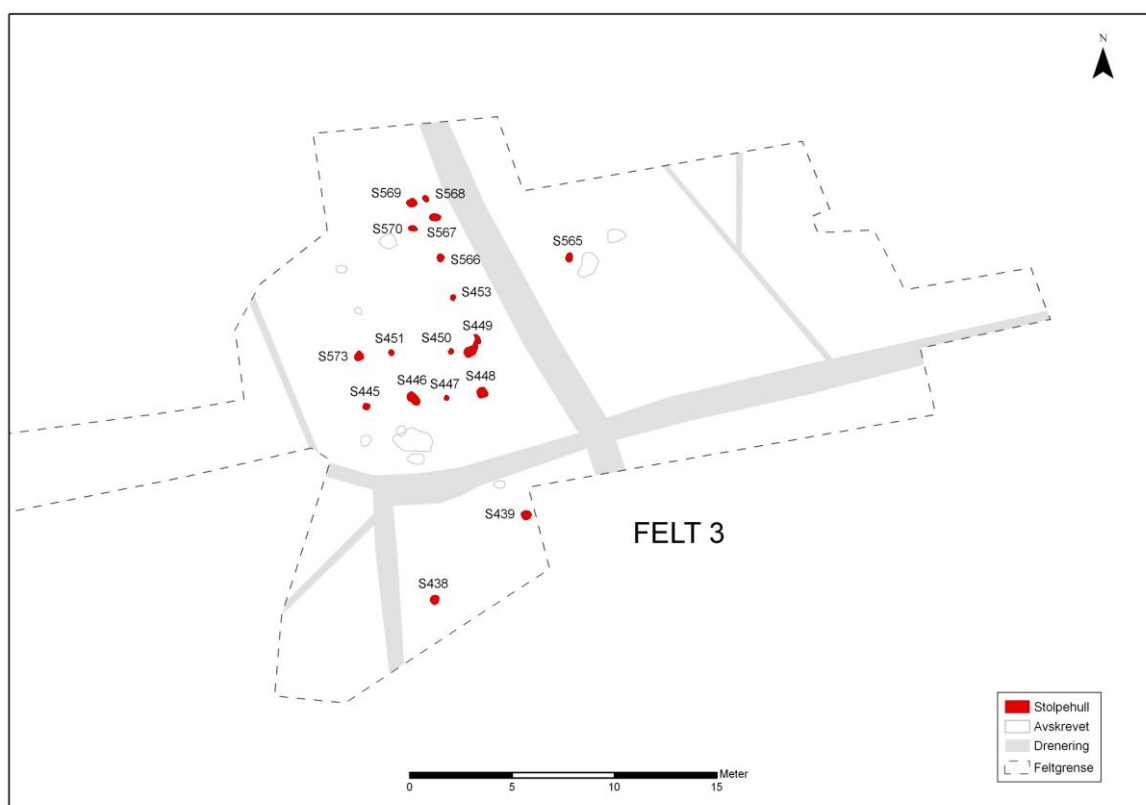 N
S569
S568
S570
S567
S565
S566
S453
S449
S451
S450
S573
S446
S448
S445
S447
S439
FELT 3
S438
Stolpehull
Avskrevet
Drenering
Feltgrense
Meter
0 5 10 15